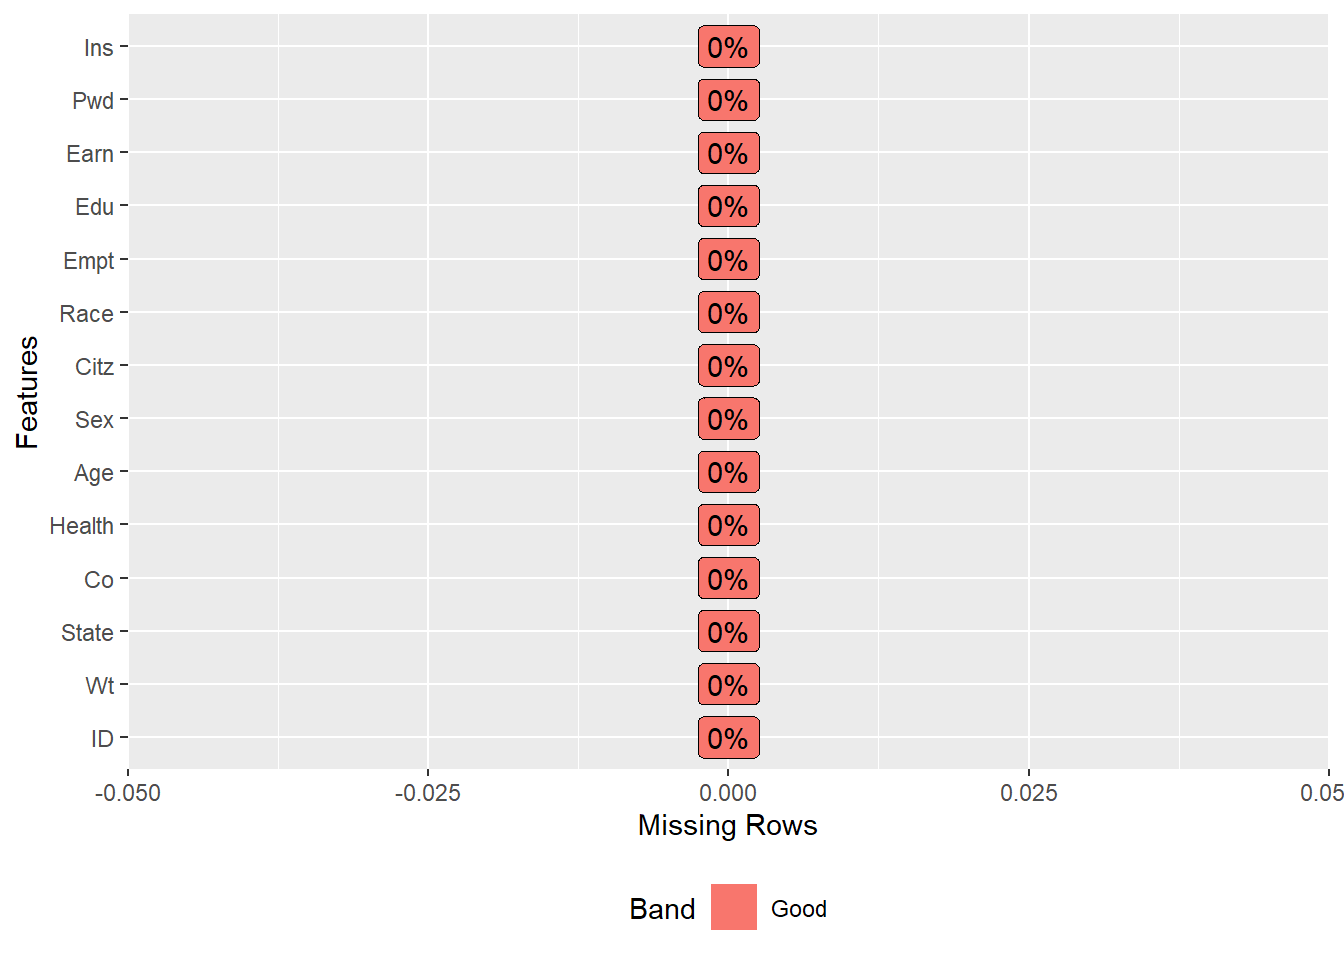 Ins 0%
Pwd 0%
Earn 0%
Edu 0%
Empt 0%
Race 0%
Citz 0%
Sex 0%
Age 0%
Health 0%
Co 0%
State 0%
Wt 0%
ID 0%
Features
-0.050 -0.025 0.000 0.025 0.05
Missing Rows
Band Good